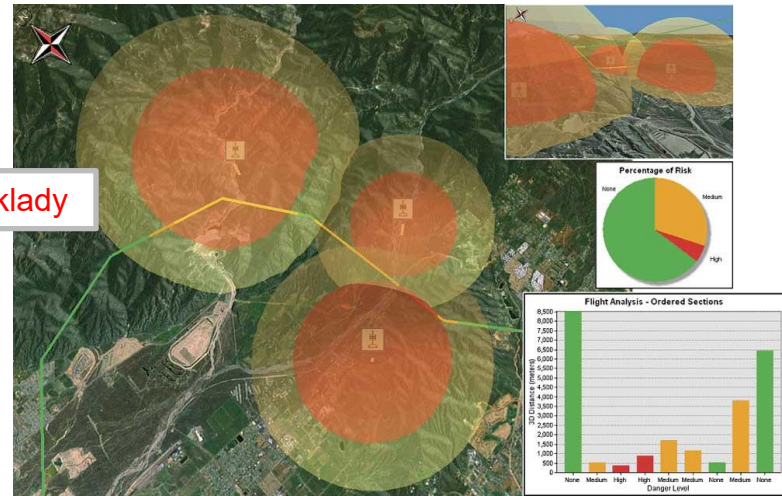 klady
Percentage of Risk
None
Medium
High
Flight Analysis - Ordered Sections
3D Distance (meters)
8,500
8,000
7,500
7,000
6,500
6,000
5,500
5,000
4,500
4,000
3,500
3,000
2,500
2,000
1,500
1,000
500
0
None Medium High High Medium Medium None Medium None
Danger Level